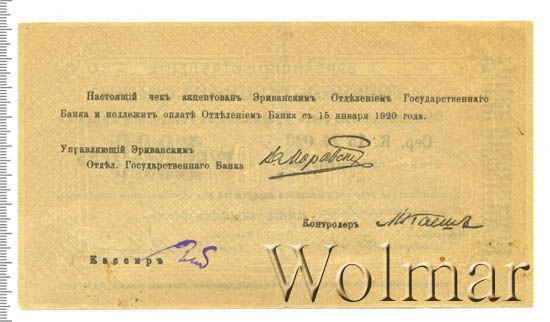 Настоящій чекъ акцептованъ Эриванскимъ Отдѣленіемъ Государственнаго
Банка и подлежитъ оплатѣ Отдѣленіемъ Банка съ 15 января 1920 года.
Управляющій Эриванскимъ
Отдѣл. Государственнаго Банка
Контролеръ
Кассиръ
Wolmar